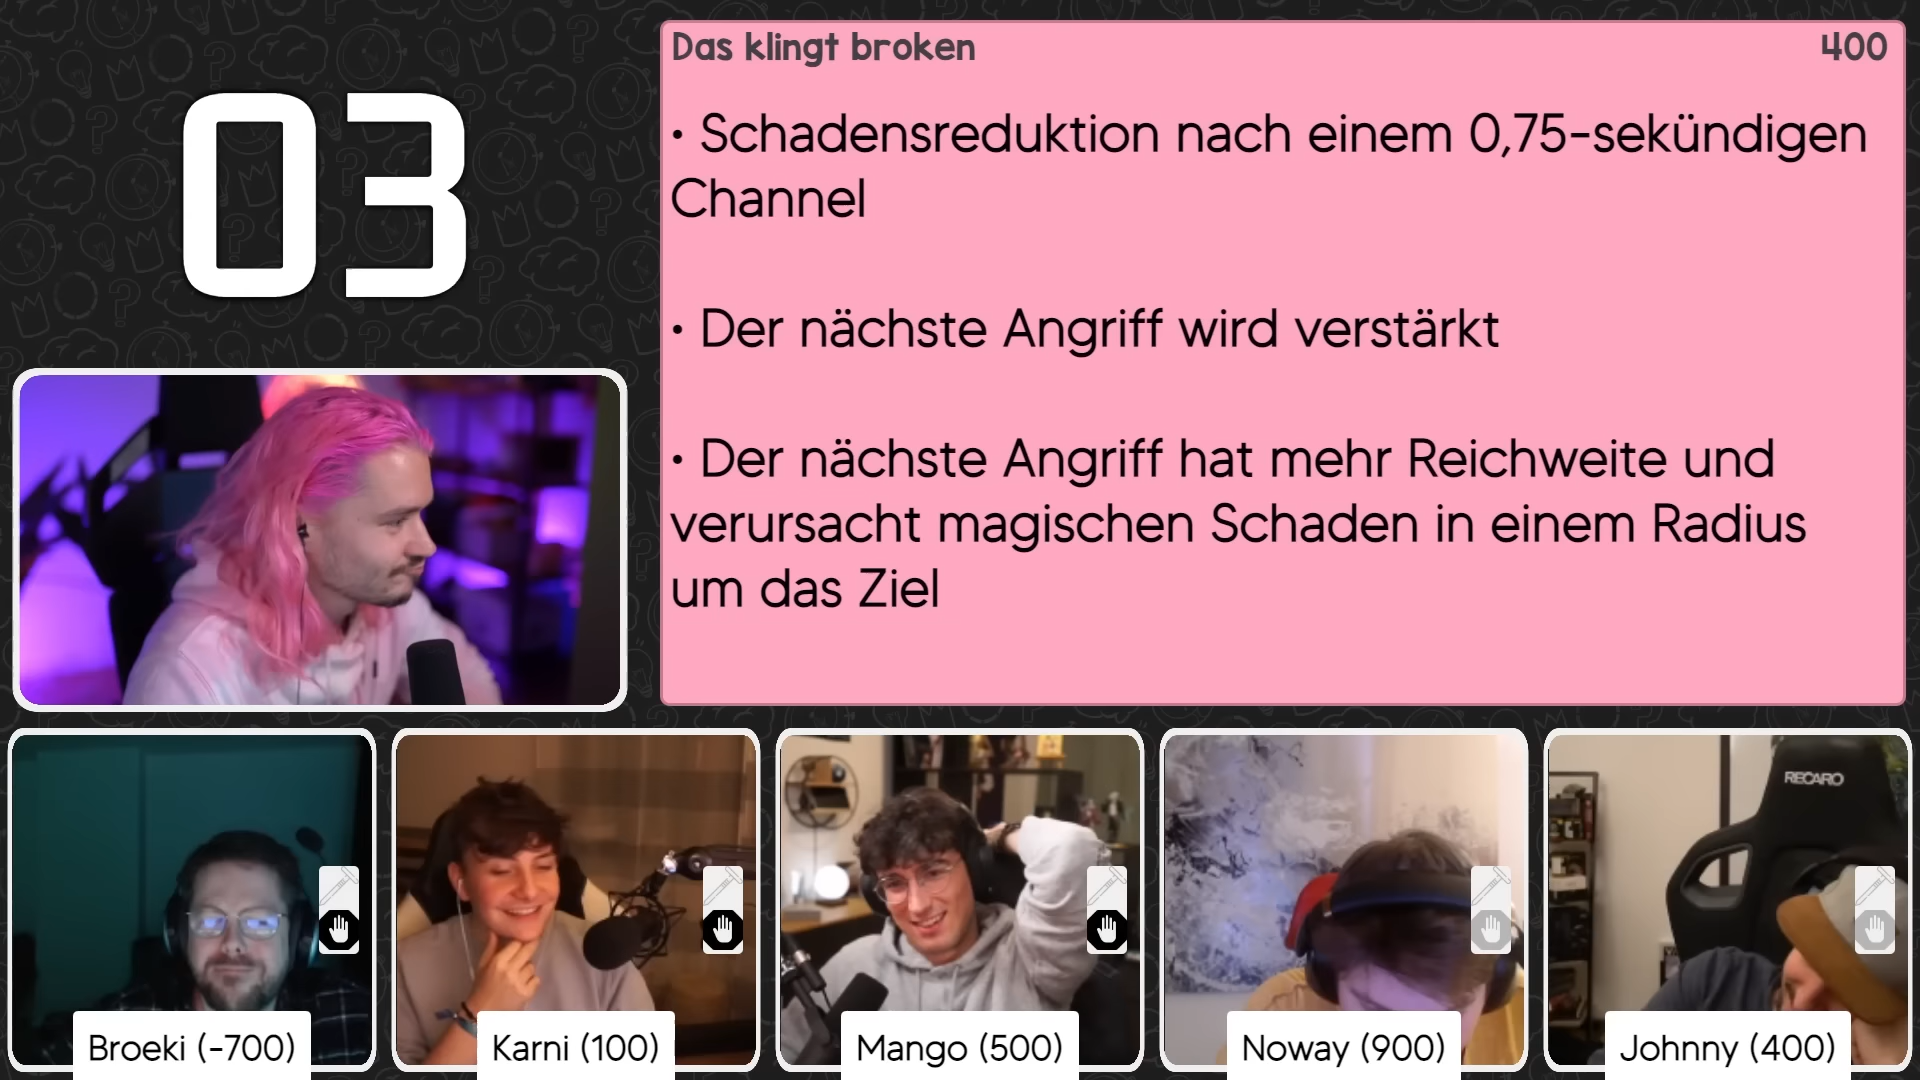 Das klingt broken
400
03
• Schadensreduktion nach einem 0,75-sekündigen
Channel
• Der nächste Angriff wird verstärkt
• Der nächste Angriff hat mehr Reichweite und
verursacht magischen Schaden in einem Radius
um das Ziel
RECARO
Broeki (-700)
Karni (100)
Mango (500)
Noway (900)
Johnny (400)